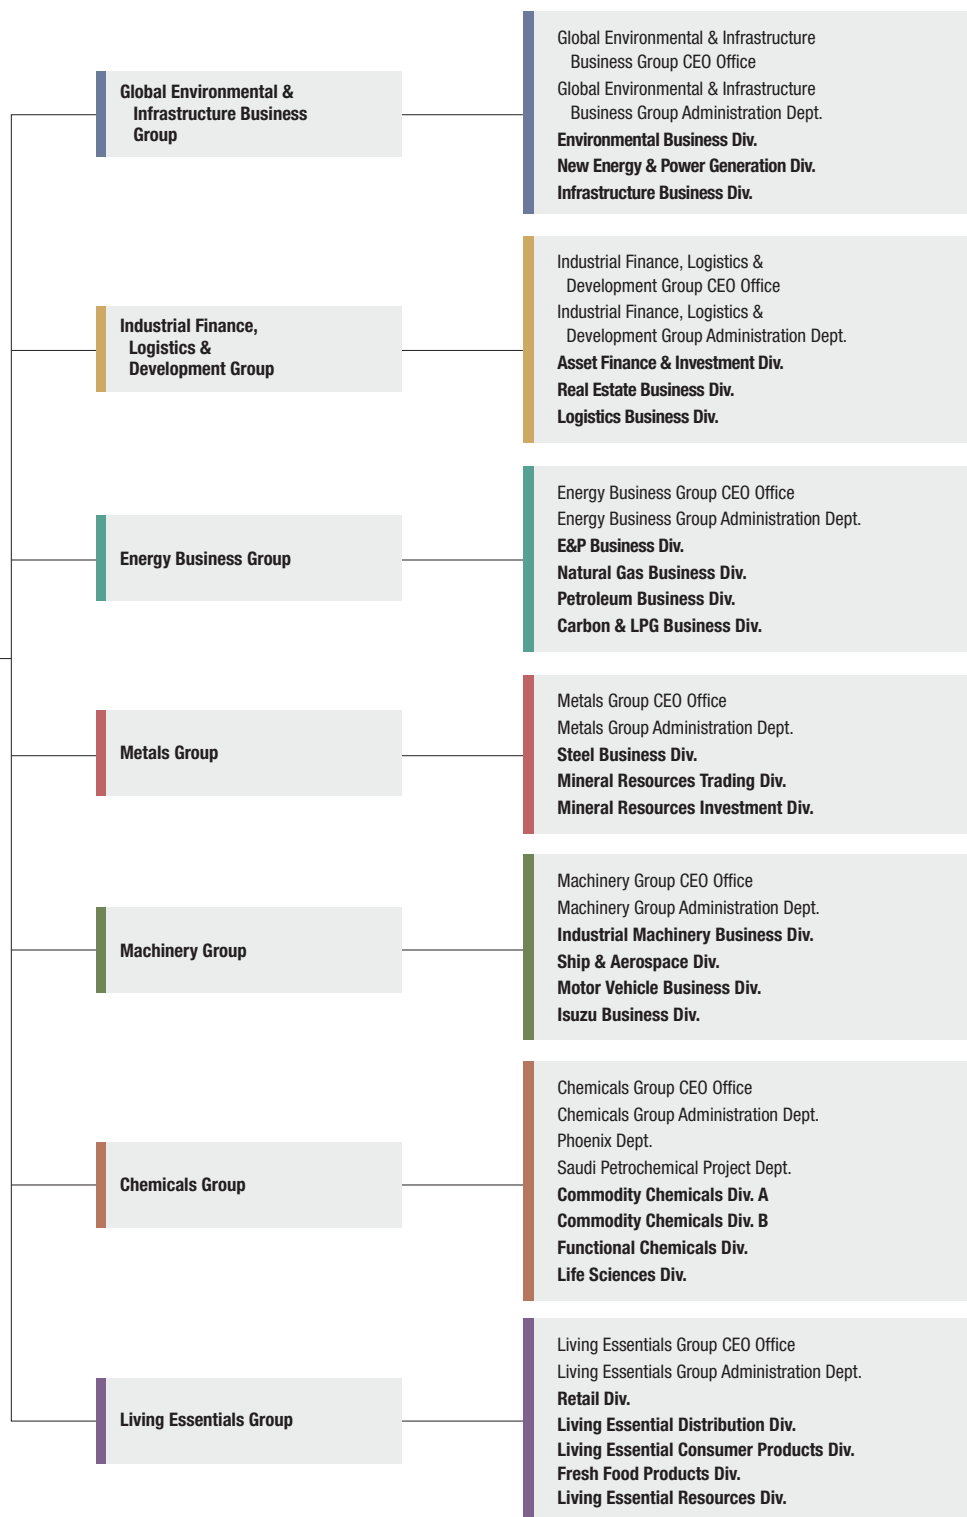 Global Environmental &
Infrastructure Business
Group
Global Environmental & Infrastructure
Business Group CEO Office
Global Environmental & Infrastructure
Business Group Administration Dept.
Environmental Business Div.
New Energy & Power Generation Div.
Infrastructure Business Div.
Industrial Finance,
Logistics &
Development Group
Industrial Finance, Logistics &
Development Group CEO Office
Industrial Finance, Logistics &
Development Group Administration Dept.
Asset Finance & Investment Div.
Real Estate Business Div.
Logistics Business Div.
Energy Business Group
Energy Business Group CEO Office
Energy Business Group Administration Dept.
E&P Business Div.
Natural Gas Business Div.
Petroleum Business Div.
Carbon & LPG Business Div.
Metals Group
Metals Group CEO Office
Metals Group Administration Dept.
Steel Business Div.
Mineral Resources Trading Div.
Mineral Resources Investment Div.
Machinery Group
Machinery Group CEO Office
Machinery Group Administration Dept.
Industrial Machinery Business Div.
Ship & Aerospace Div.
Motor Vehicle Business Div.
Isuzu Business Div.
Chemicals Group
Chemicals Group CEO Office
Chemicals Group Administration Dept.
Phoenix Dept.
Saudi Petrochemical Project Dept.
Commodity Chemicals Div. A
Commodity Chemicals Div. B
Functional Chemicals Div.
Life Sciences Div.
Living Essentials Group
Living Essentials Group CEO Office
Living Essentials Group Administration Dept.
Retail Div.
Living Essential Distribution Div.
Living Essential Consumer Products Div.
Fresh Food Products Div.
Living Essential Resources Div.